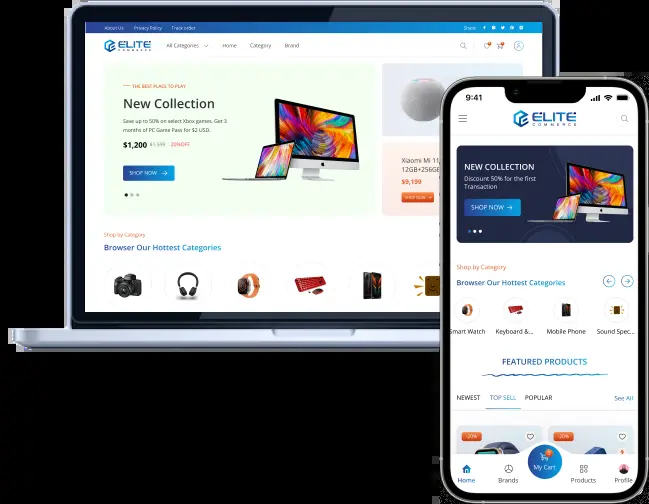 About Us Privacy Policy Track order Share:
ELITE
COMMERCE
All Categories Home Category Brand
THE BEST PLACE TO PLAY
New Collection
Save up to 50% on select Xbox games. Get 3
months of PC Game Pass for $2 USD.
$1,200 $1,599 20%OFF
SHOP NOW
Xiaomi Mi 11
12GB+256GB
$9,199
SHOP NOW
Shop by Category
Browser Our Hottest Categories
9:41
ELITE
COMMERCE
NEW COLLECTION
Discount 50% for the first
Transaction
SHOP NOW
Shop by Category
Browser Our Hottest Categories
Smart Watch Keyboard &... Mobile Phone Sound Spec...
FEATURED PRODUCTS
NEWEST TOP SELL POPULAR See All
-20% -20%
Home Brands My Cart Products Profile